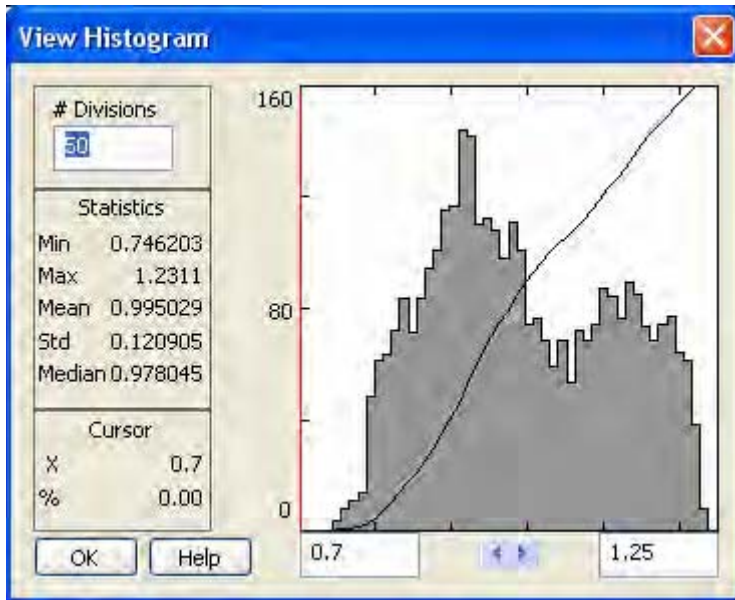 View Histogram
# Divisions
50
Statistics
Min 0.746203
Max 1.2311
Mean 0.995029
Std 0.120905
Median 0.978045
Cursor
X 0.7
% 0.00
OK Help
160
80
0
0.7 1.25